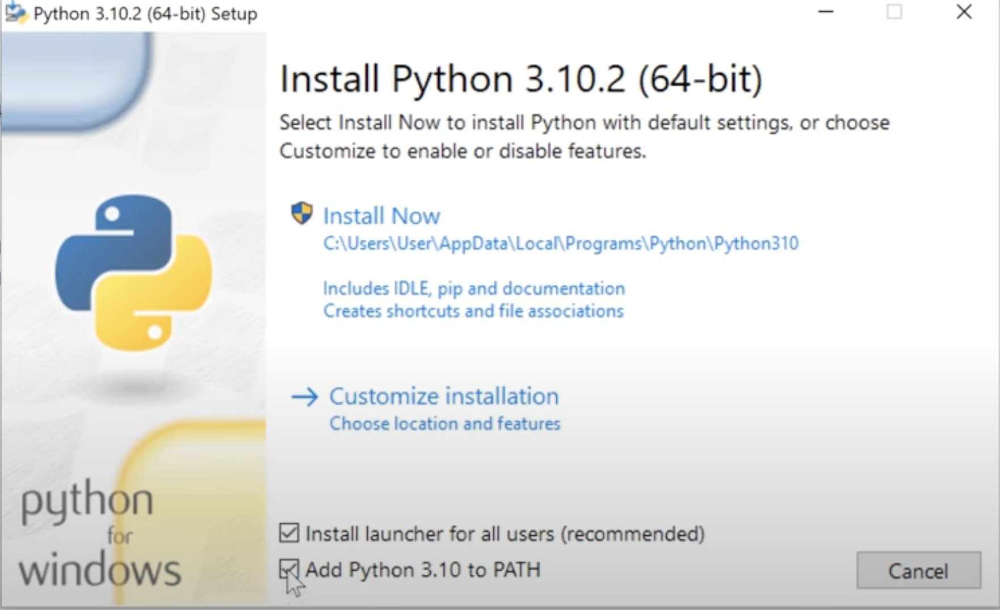 Python 3.10.2 (64-bit) Setup
Install Python 3.10.2 (64-bit)
Select Install Now to install Python with default settings, or choose
Customize to enable or disable features.
Install Now
C:\Users\User\AppData\Local\Programs\Python\Python310
Includes IDLE, pip and documentation
Creates shortcuts and file associations
Customize installation
Choose location and features
python
for
windows
Install launcher for all users (recommended)
Add Python 3.10 to PATH
Cancel